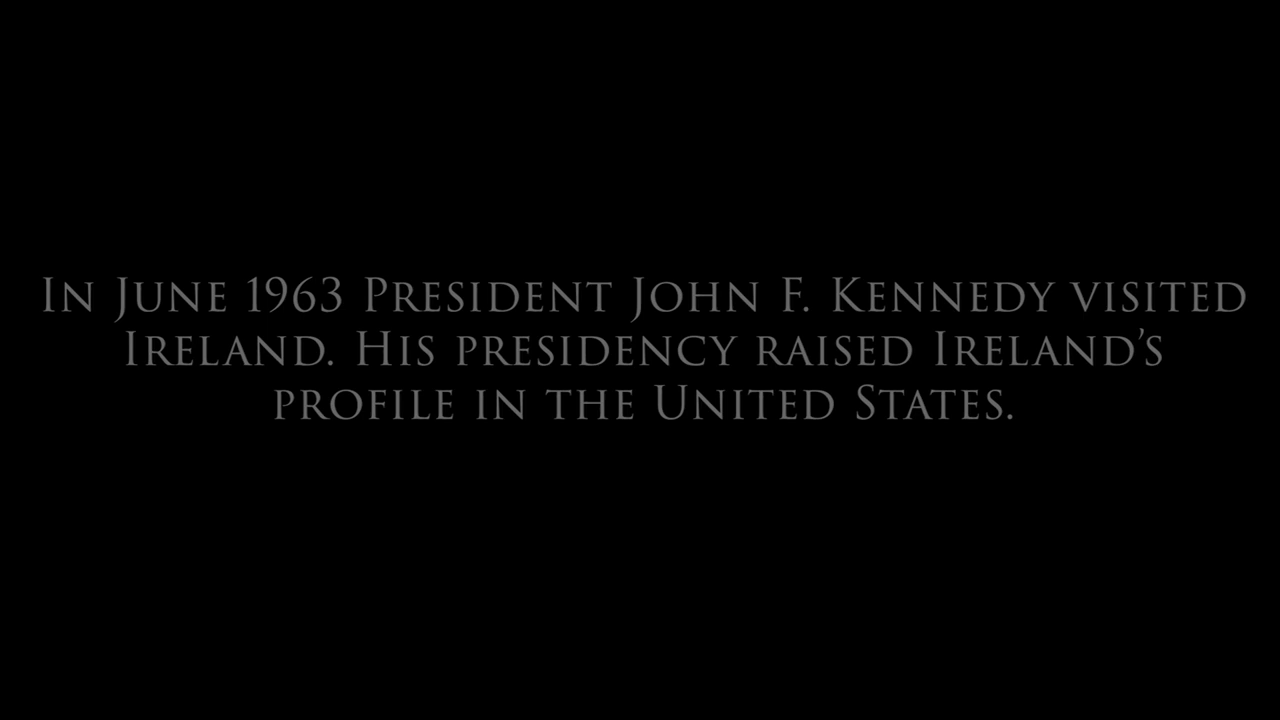 In June 1963 President John F. Kennedy visited
Ireland. His presidency raised Ireland’s
profile in the United States.